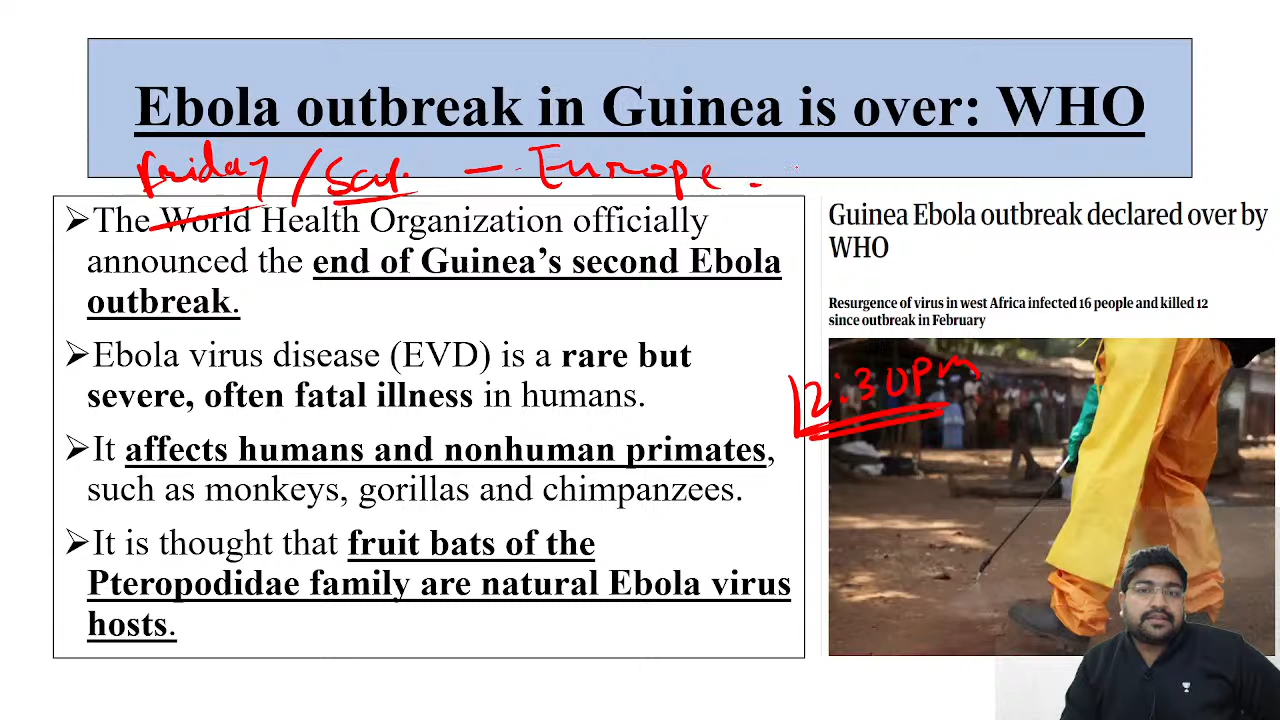 Ebola outbreak in Guinea is over: WHO
Friday / Sat. - Europe.
➢The World Health Organization officially
announced the end of Guinea’s second Ebola
outbreak.
➢Ebola virus disease (EVD) is a rare but
severe, often fatal illness in humans.
➢It affects humans and nonhuman primates,
such as monkeys, gorillas and chimpanzees.
➢It is thought that fruit bats of the
Pteropodidae family are natural Ebola virus
hosts.
Guinea Ebola outbreak declared over by
WHO
Resurgence of virus in west Africa infected 16 people and killed 12
since outbreak in February
2:30pm